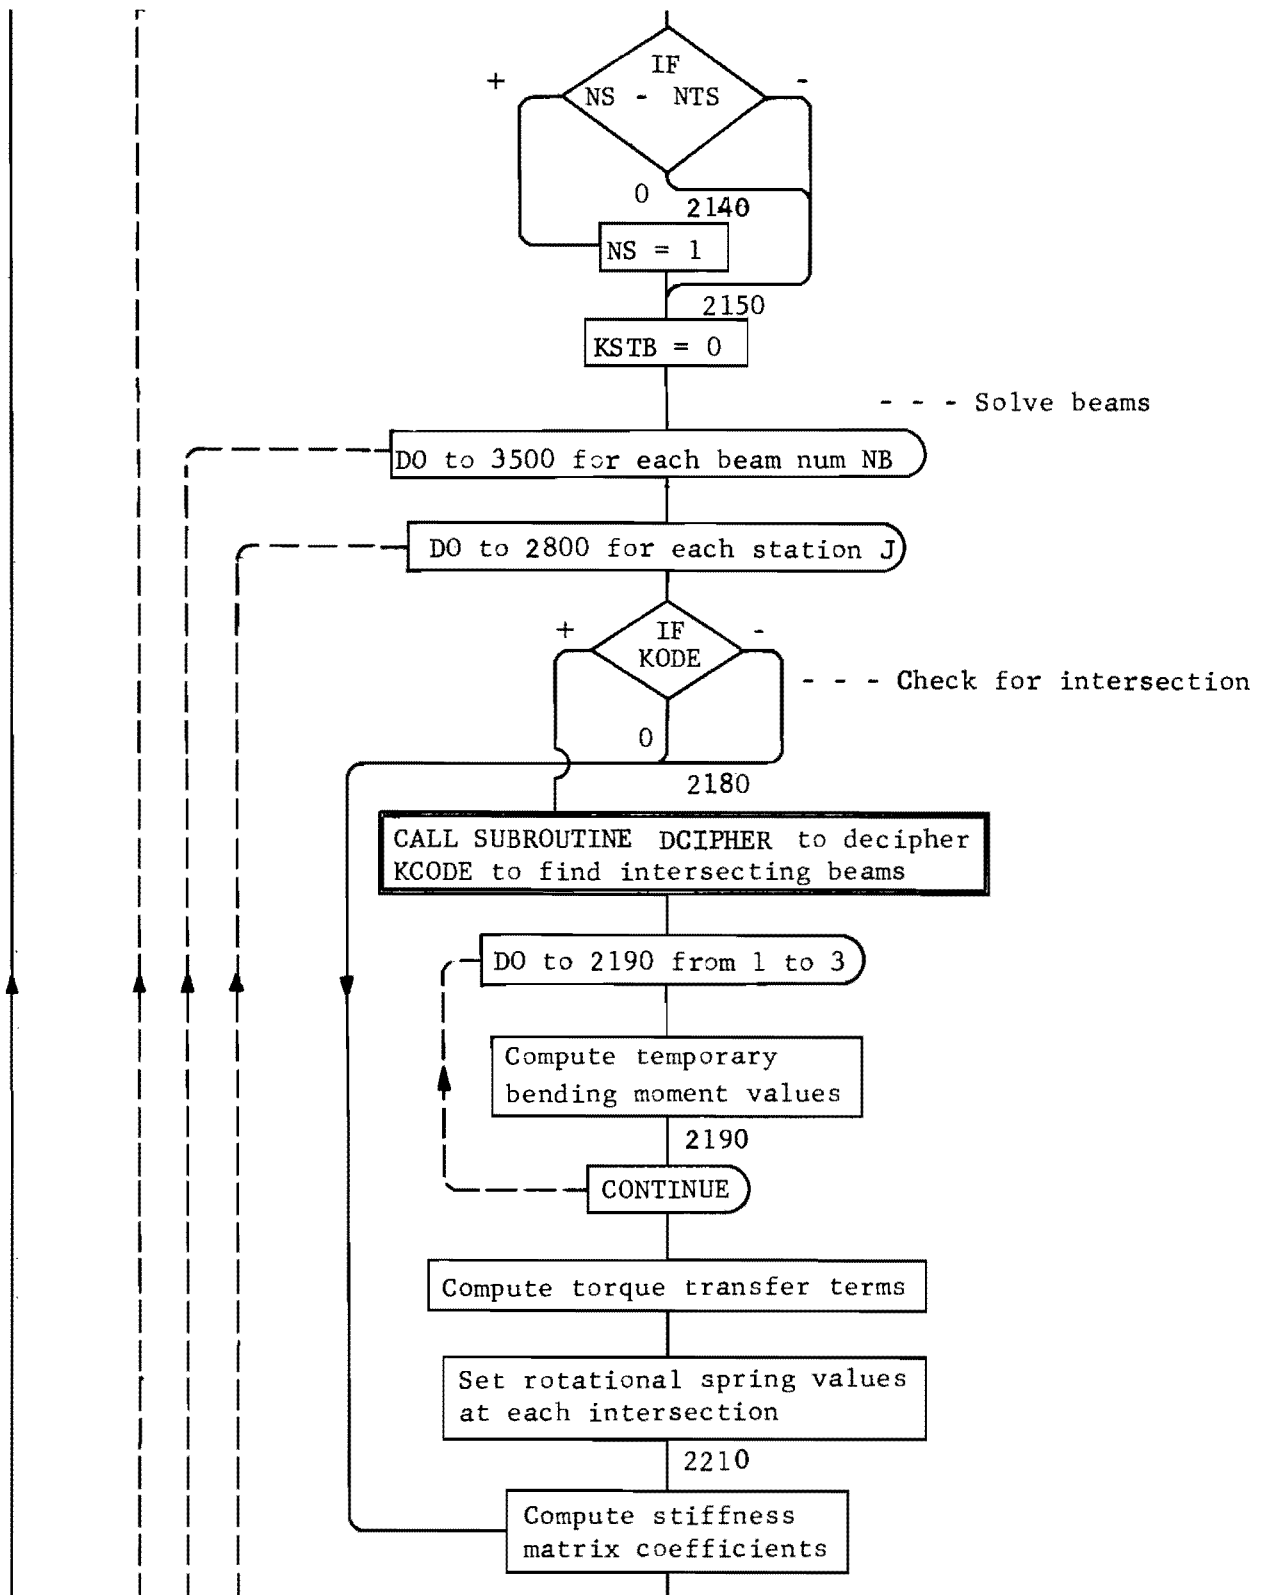 IF
+ -
NS - NTS
0
2140
NS = 1
2150
KSTB = 0
- - - Solve beams
DO to 3500 for each beam num NB
DO to 2800 for each station J
+ IF -
KODE
- - - Check for intersection
0
2180
CALL SUBROUTINE DCIPHER to decipher
KCODE to find intersecting beams
DO to 2190 from 1 to 3
Compute temporary
bending moment values
2190
CONTINUE
Compute torque transfer terms
Set rotational spring values
at each intersection
2210
Compute stiffness
matrix coefficients